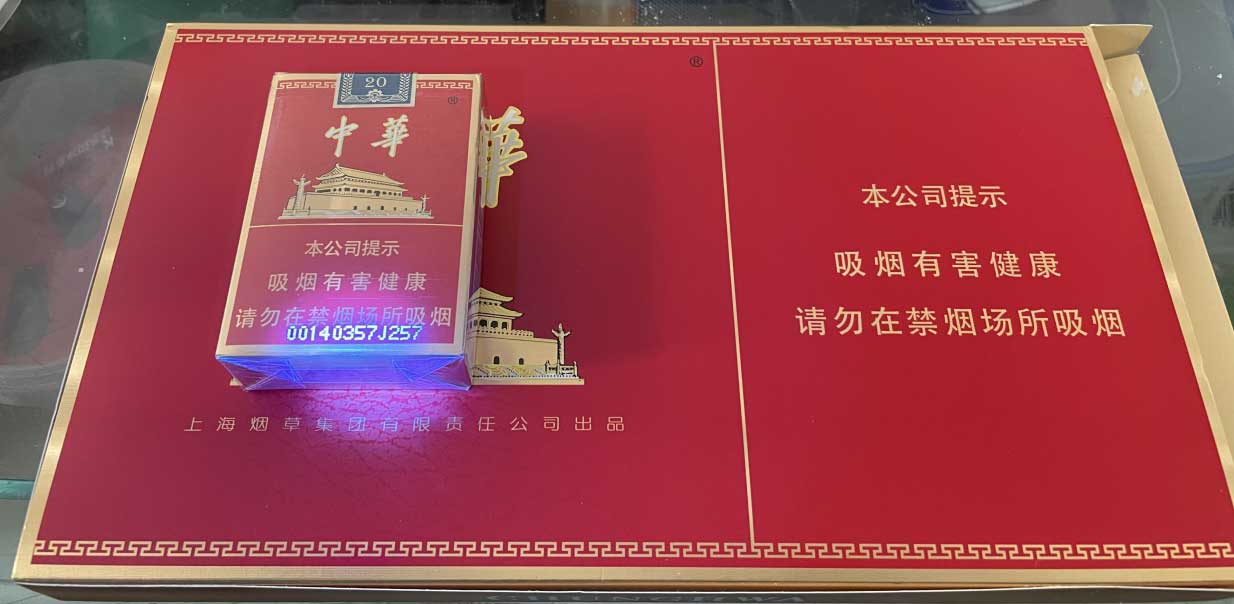 20
®
中華
本公司提示
吸烟有害健康
请勿在禁烟场所吸烟
00140357J257
®
華
上海烟草集团有限责任公司出品
本公司提示
吸烟有害健康
请勿在禁烟场所吸烟
CHUNGHWA